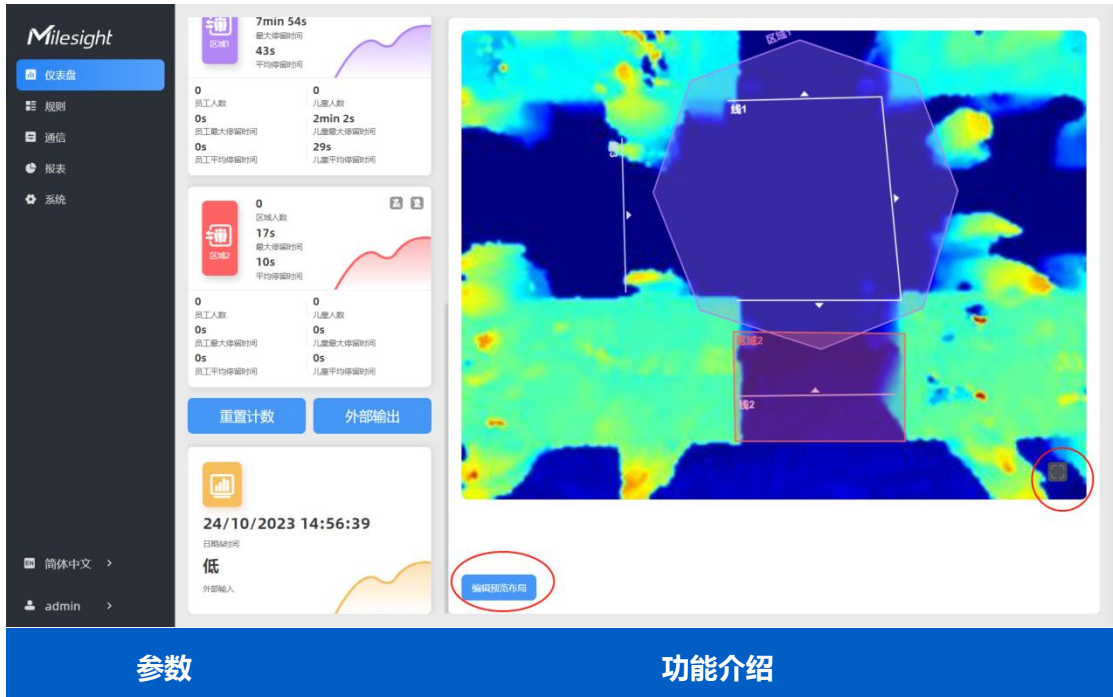 Milesight
仪表盘
规则
通信
报表
系统
简体中文
admin
区域1
7min 54s
最大停留时间
43s
平均停留时间
0
员工人数
0
儿童人数
0s
员工最大停留时间
2min 2s
儿童最大停留时间
0s
员工平均停留时间
29s
儿童平均停留时间
区域2
0
区域人数
17s
最大停留时间
10s
平均停留时间
0
员工人数
0
儿童人数
0s
员工最大停留时间
0s
儿童最大停留时间
0s
员工平均停留时间
0s
儿童平均停留时间
重置计数
外部输出
24/10/2023 14:56:39
日期&时间
低
外部输入
区域1
线1
区域2
线2
编辑预览布局
参数
功能介绍